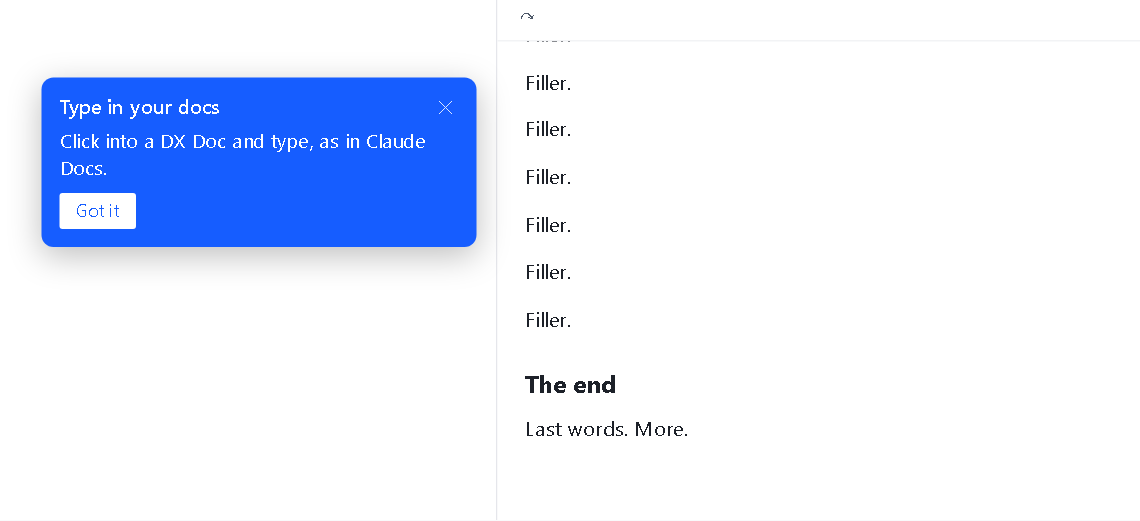 Type in your docs
Click into a DX Doc and type, as in Claude
Docs.
Got it
Filler.
Filler.
Filler.
Filler.
Filler.
Filler.
The end
Last words. More.